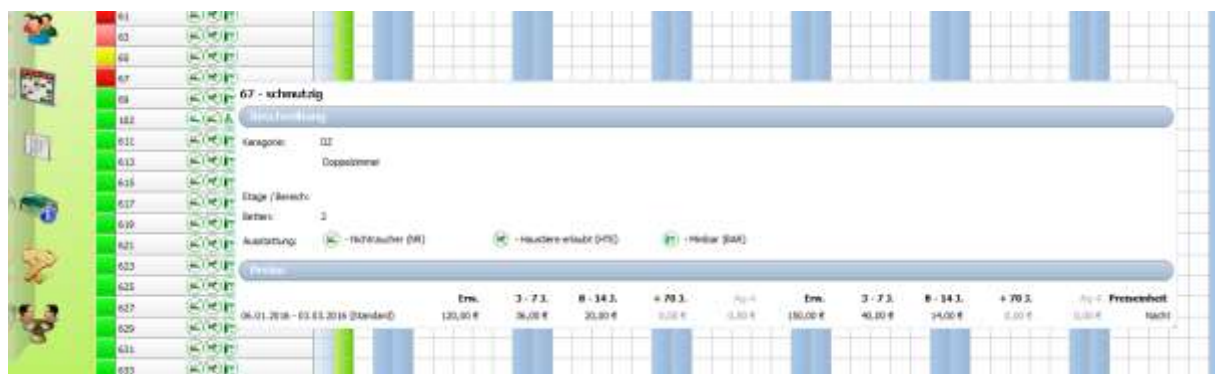 61
63
66
67
69
102
611
613
615
617
619
621
623
625
627
629
631
633
67 - schmutzig
Beschreibung
Kategorie: DZ
Doppelzimmer
Etage / Bereich:
Betten: 2
Ausstattung: - Nichtraucher (NR) - Haustiere erlaubt (HTE) - Minibar (BAR)
Preise
Erw. 3 - 7 J. 8 - 14 J. + 70 J. Erw. 3 - 7 J. 8 - 14 J. + 70 J. Preiseinheit
06.01.2016 - 03.03.2016 (Standard) 120,00 € 36,00 € 20,00 € 0,00 € 0,00 € 150,00 € 40,00 € 14,00 € 0,00 € 0,00 € Nacht